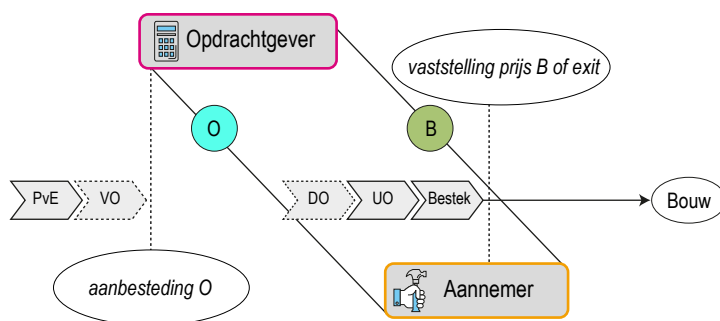 Opdrachtgever
vaststelling prijs B of exit
O
B
PvE
VO
DO
UO
Bestek
Bouw
aanbesteding O
Aannemer